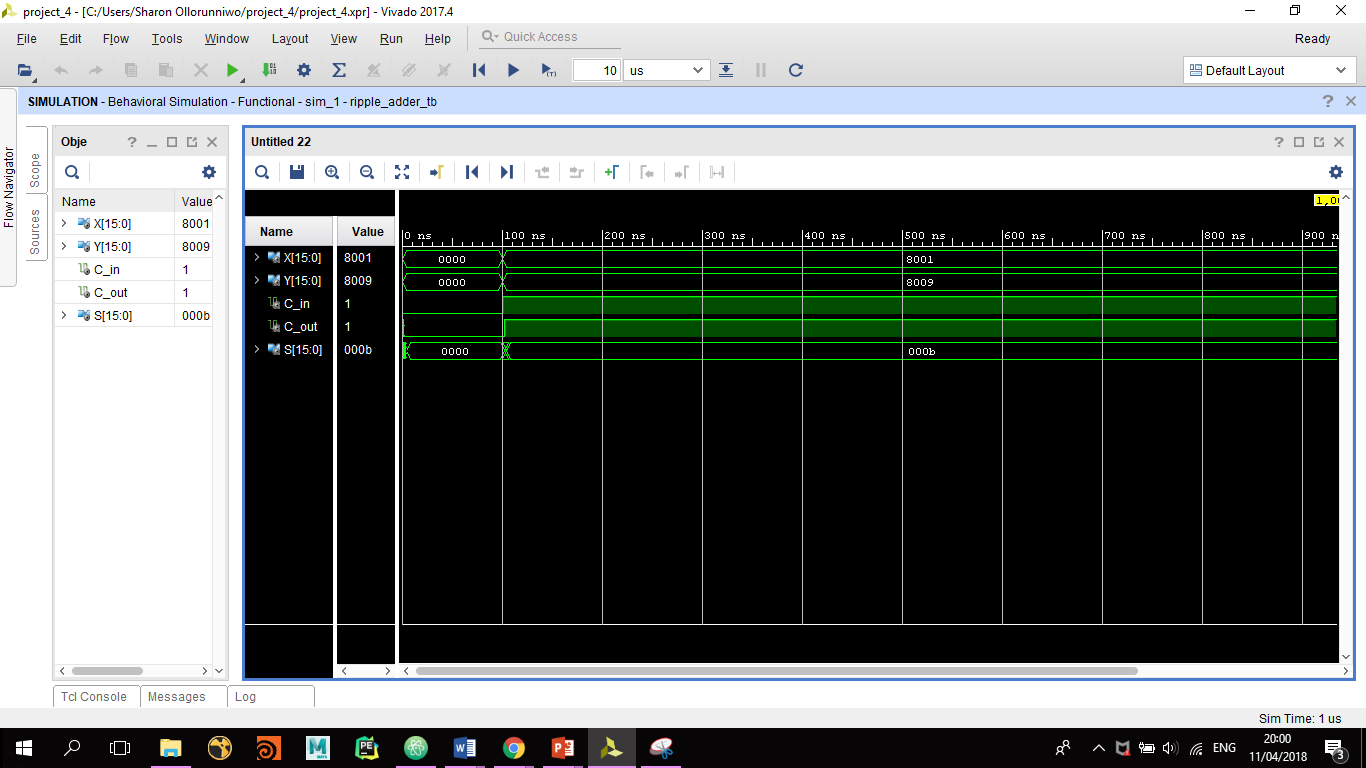 project_4 - [C:/Users/Sharon Ollorunniwo/project_4/project_4.xpr] - Vivado 2017.4
File Edit Flow Tools Window Layout View Run Help Quick Access Ready
10 us Default Layout
SIMULATION - Behavioral Simulation - Functional - sim_1 - ripple_adder_tb
Flow Navigator
Scope
Sources
Obje
Name Value
X[15:0] 8001
Y[15:0] 8009
C_in 1
C_out 1
S[15:0] 000b
Untitled 22
1,00
Name Value
0 ns 100 ns 200 ns 300 ns 400 ns 500 ns 600 ns 700 ns 800 ns 900 n
X[15:0] 8001 0000 8001
Y[15:0] 8009 0000 8009
C_in 1
C_out 1
S[15:0] 000b 0000 000b
Tcl Console Messages Log
Sim Time: 1 us
ENG
20:00
11/04/2018
3